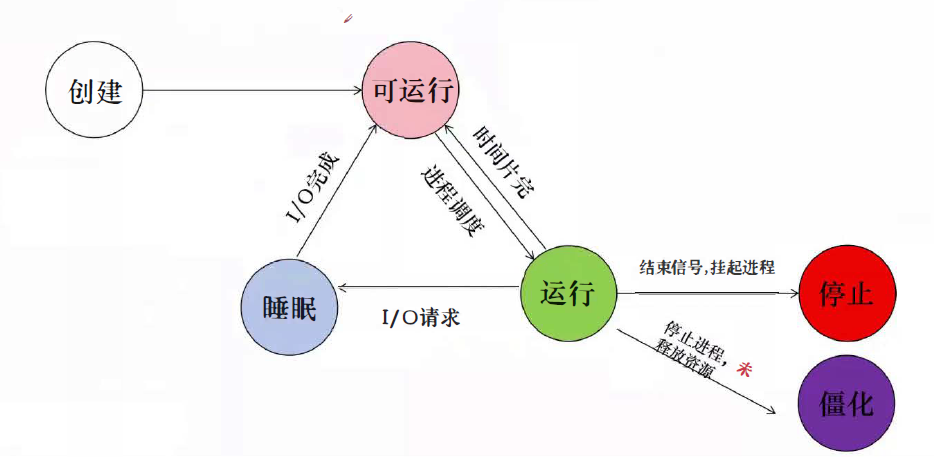 创建
可运行
时间片完
I/O完成
进程调度
结束信号,挂起进程
睡眠
运行
停止
I/O请求
停止进程，未
释放资源
僵化